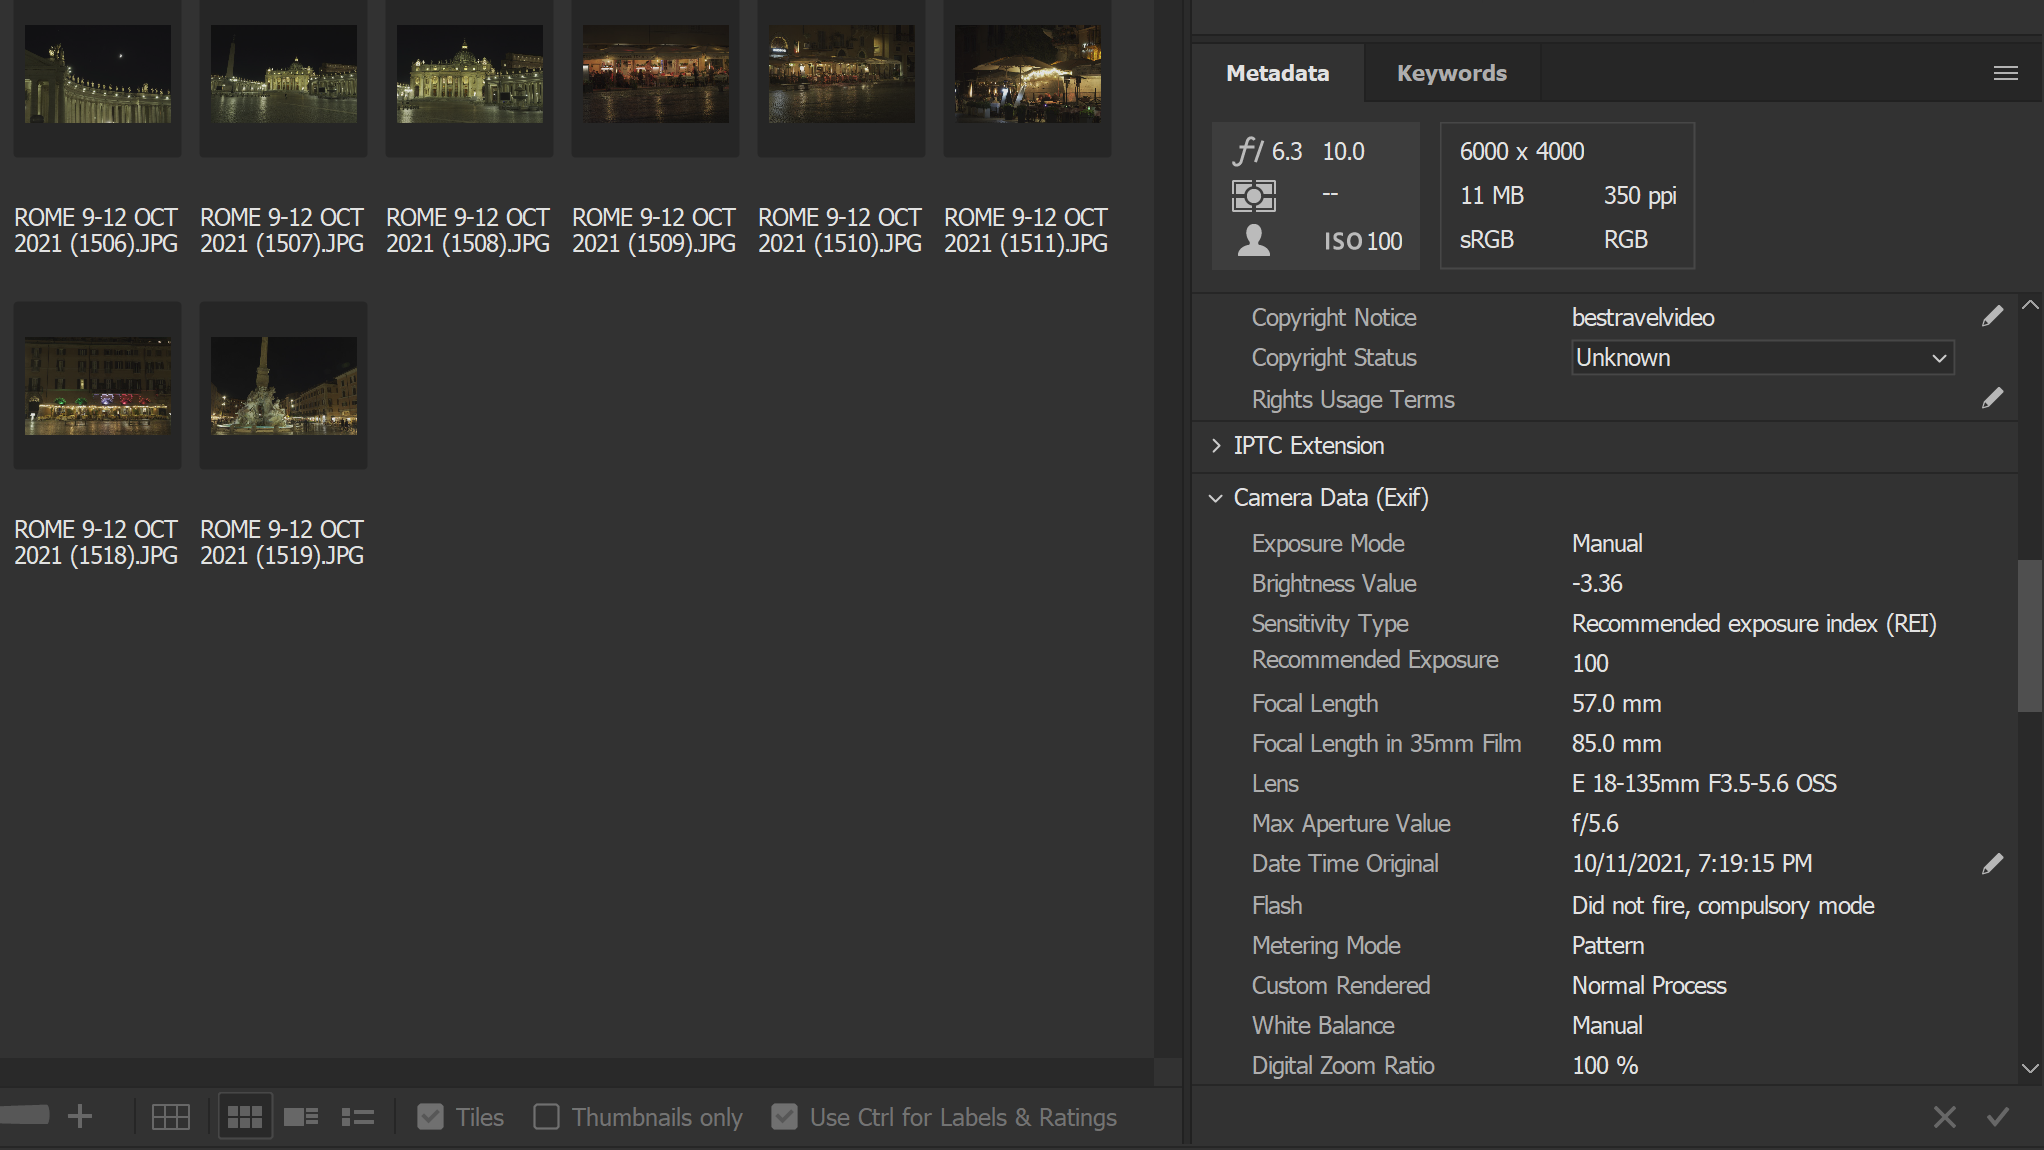 ROME 9-12 OCT
2021 (1506).JPG
ROME 9-12 OCT
2021 (1507).JPG
ROME 9-12 OCT
2021 (1508).JPG
ROME 9-12 OCT
2021 (1509).JPG
ROME 9-12 OCT
2021 (1510).JPG
ROME 9-12 OCT
2021 (1511).JPG
ROME 9-12 OCT
2021 (1518).JPG
ROME 9-12 OCT
2021 (1519).JPG
Tiles
Thumbnails only
Use Ctrl for Labels & Ratings
Metadata
Keywords
f/ 6.3 10.0
--
ISO 100
6000 x 4000
11 MB 350 ppi
sRGB RGB
Copyright Notice bestravelvideo
Copyright Status Unknown
Rights Usage Terms
IPTC Extension
Camera Data (Exif)
Exposure Mode Manual
Brightness Value -3.36
Sensitivity Type Recommended exposure index (REI)
Recommended Exposure 100
Focal Length 57.0 mm
Focal Length in 35mm Film 85.0 mm
Lens E 18-135mm F3.5-5.6 OSS
Max Aperture Value f/5.6
Date Time Original 10/11/2021, 7:19:15 PM
Flash Did not fire, compulsory mode
Metering Mode Pattern
Custom Rendered Normal Process
White Balance Manual
Digital Zoom Ratio 100 %